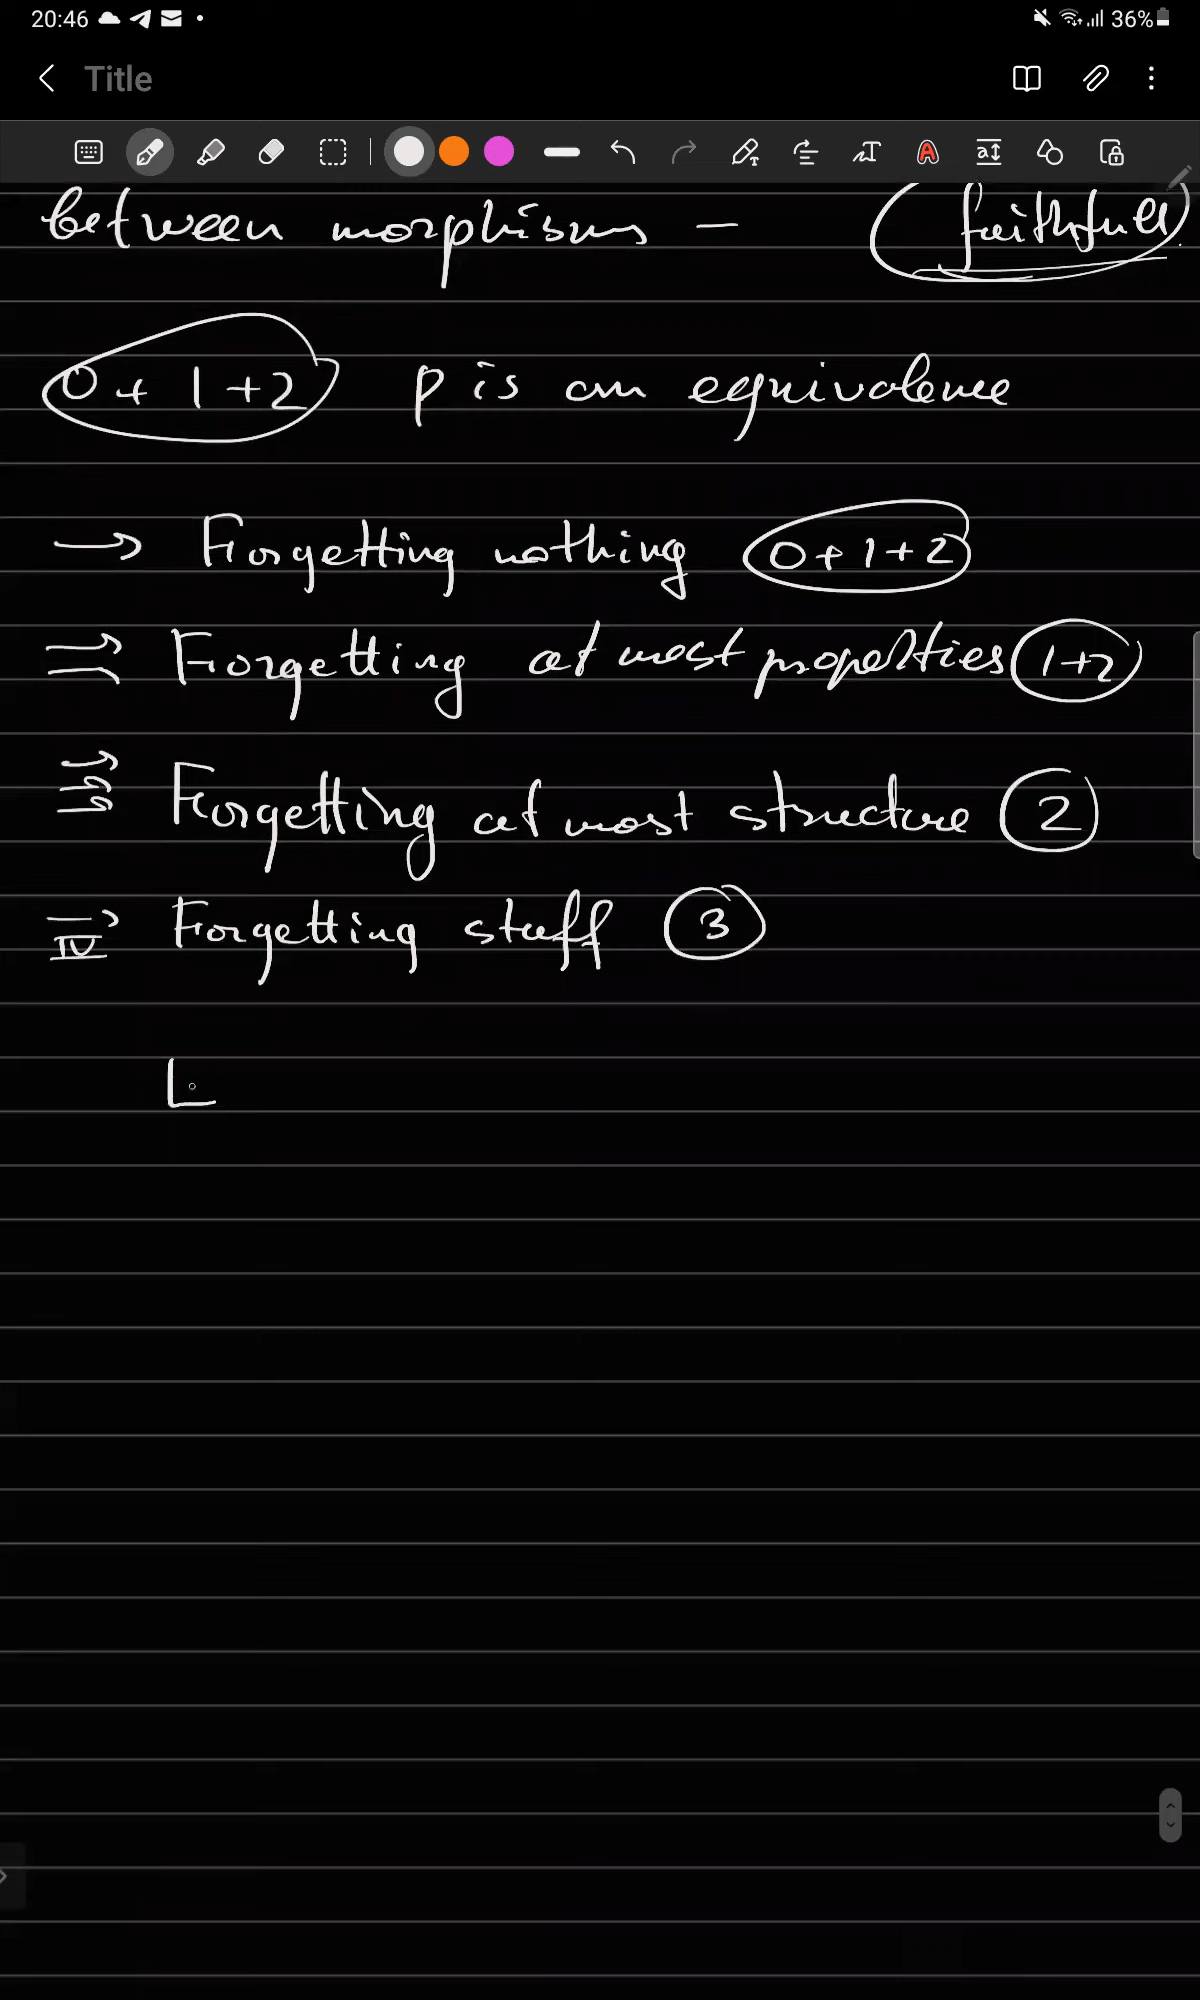 20:46 36%
Title
between morphisms - (faithful)
0 + 1 + 2 p is an equivalence
→ Forgetting nothing 0 + 1 + 2
Forgetting at most properties 1+2
Forgetting at most structure 2
IV Forgetting stuff 3
L